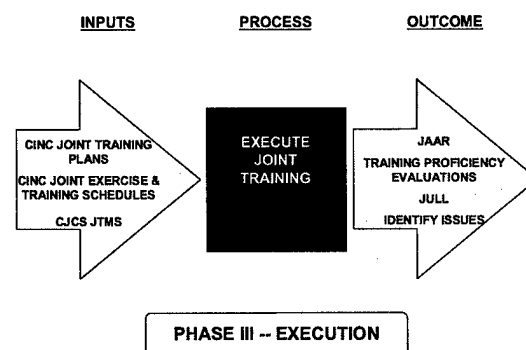 INPUTS
PROCESS
OUTCOME
CINC JOINT TRAINING
PLANS
CINC JOINT EXERCISE &
TRAINING SCHEDULES
CJCS JTMS
EXECUTE
JOINT
TRAINING
JAAR
TRAINING PROFICIENCY
EVALUATIONS
JULL
IDENTIFY ISSUES
PHASE III -- EXECUTION